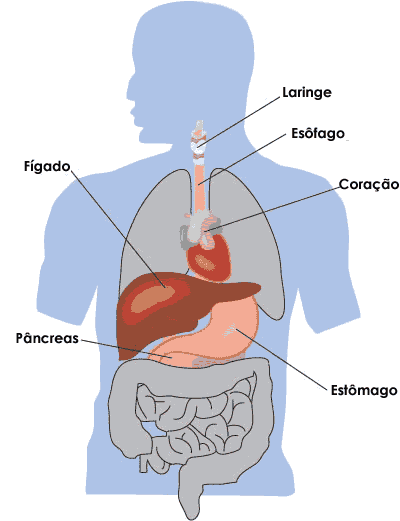 Laringe
Esôfago
Fígado
Coração
Pâncreas
Estômago